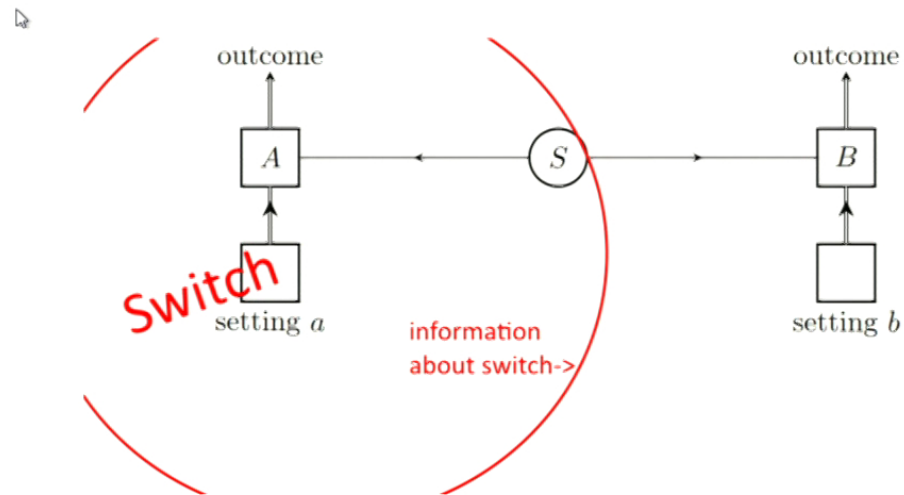 outcome
outcome
A
S
B
Switch
setting a
setting b
information
about switch->